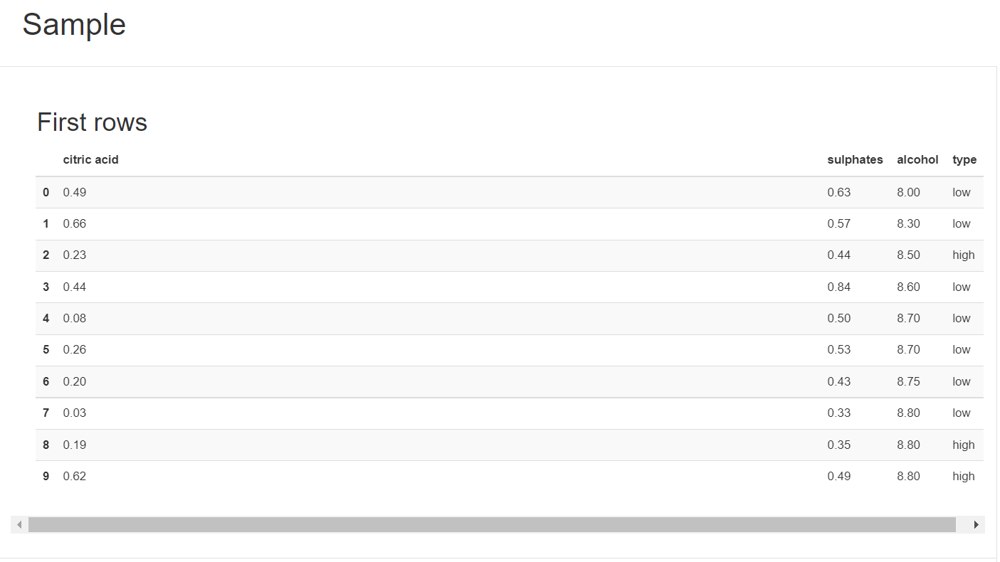 Sample
First rows
citric acid sulphates alcohol type
0 0.49 0.63 8.00 low
1 0.66 0.57 8.30 low
2 0.23 0.44 8.50 high
3 0.44 0.84 8.60 low
4 0.08 0.50 8.70 low
5 0.26 0.53 8.70 low
6 0.20 0.43 8.75 low
7 0.03 0.33 8.80 low
8 0.19 0.35 8.80 high
9 0.62 0.49 8.80 high